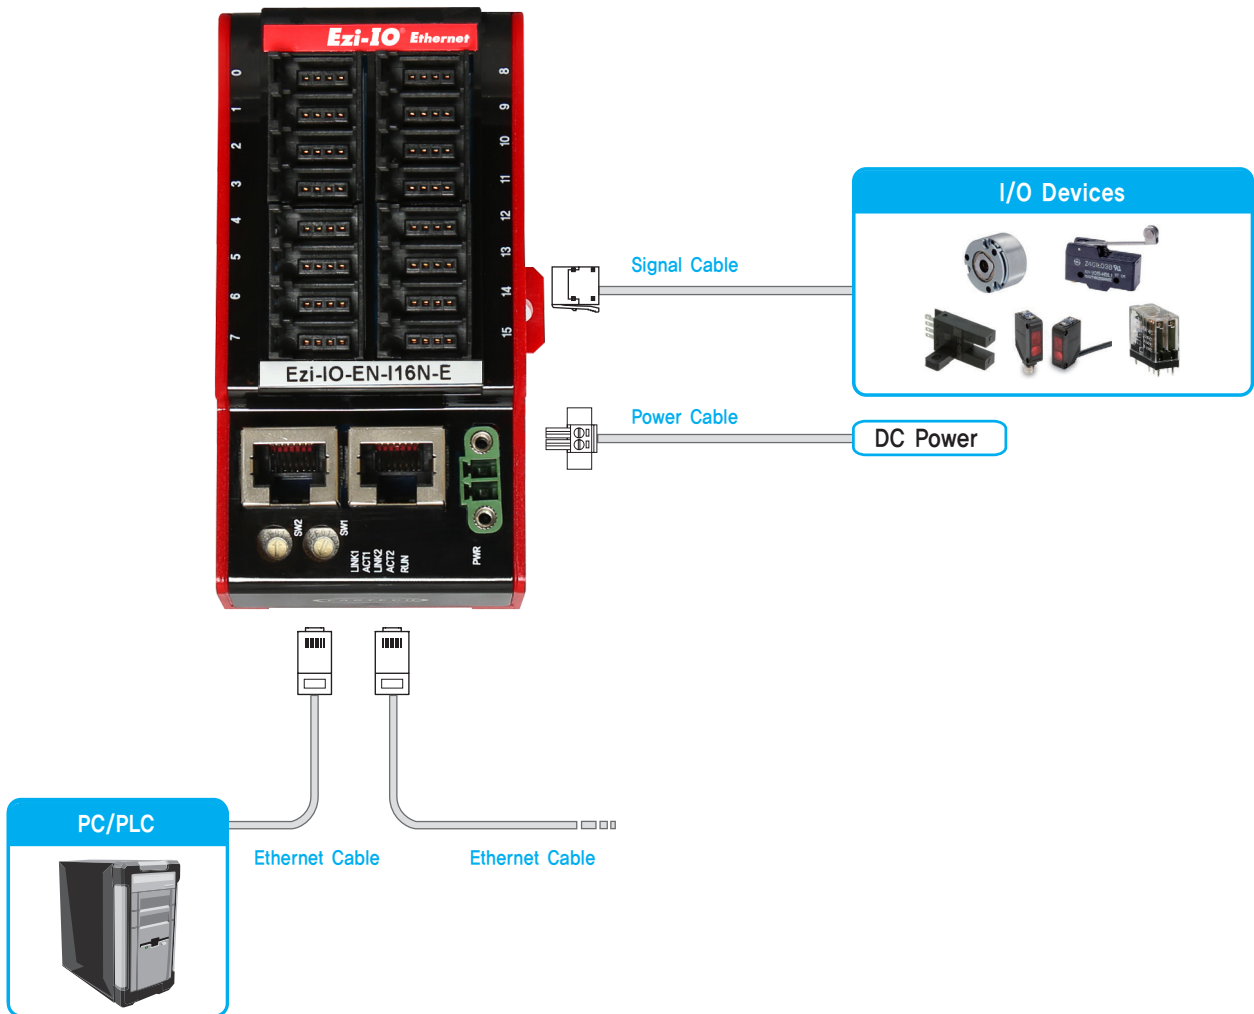 Ezi-IO® Ethernet
0
8
1
9
2
10
3
11
4
12
5
13
6
14
7
15
Ezi-IO-EN-I16N-E
SW2
SW1
LINK1
ACT1
LINK2
ACT2
RUN
PWR
Signal Cable
I/O Devices
Power Cable
DC Power
PC/PLC
Ethernet Cable
Ethernet Cable